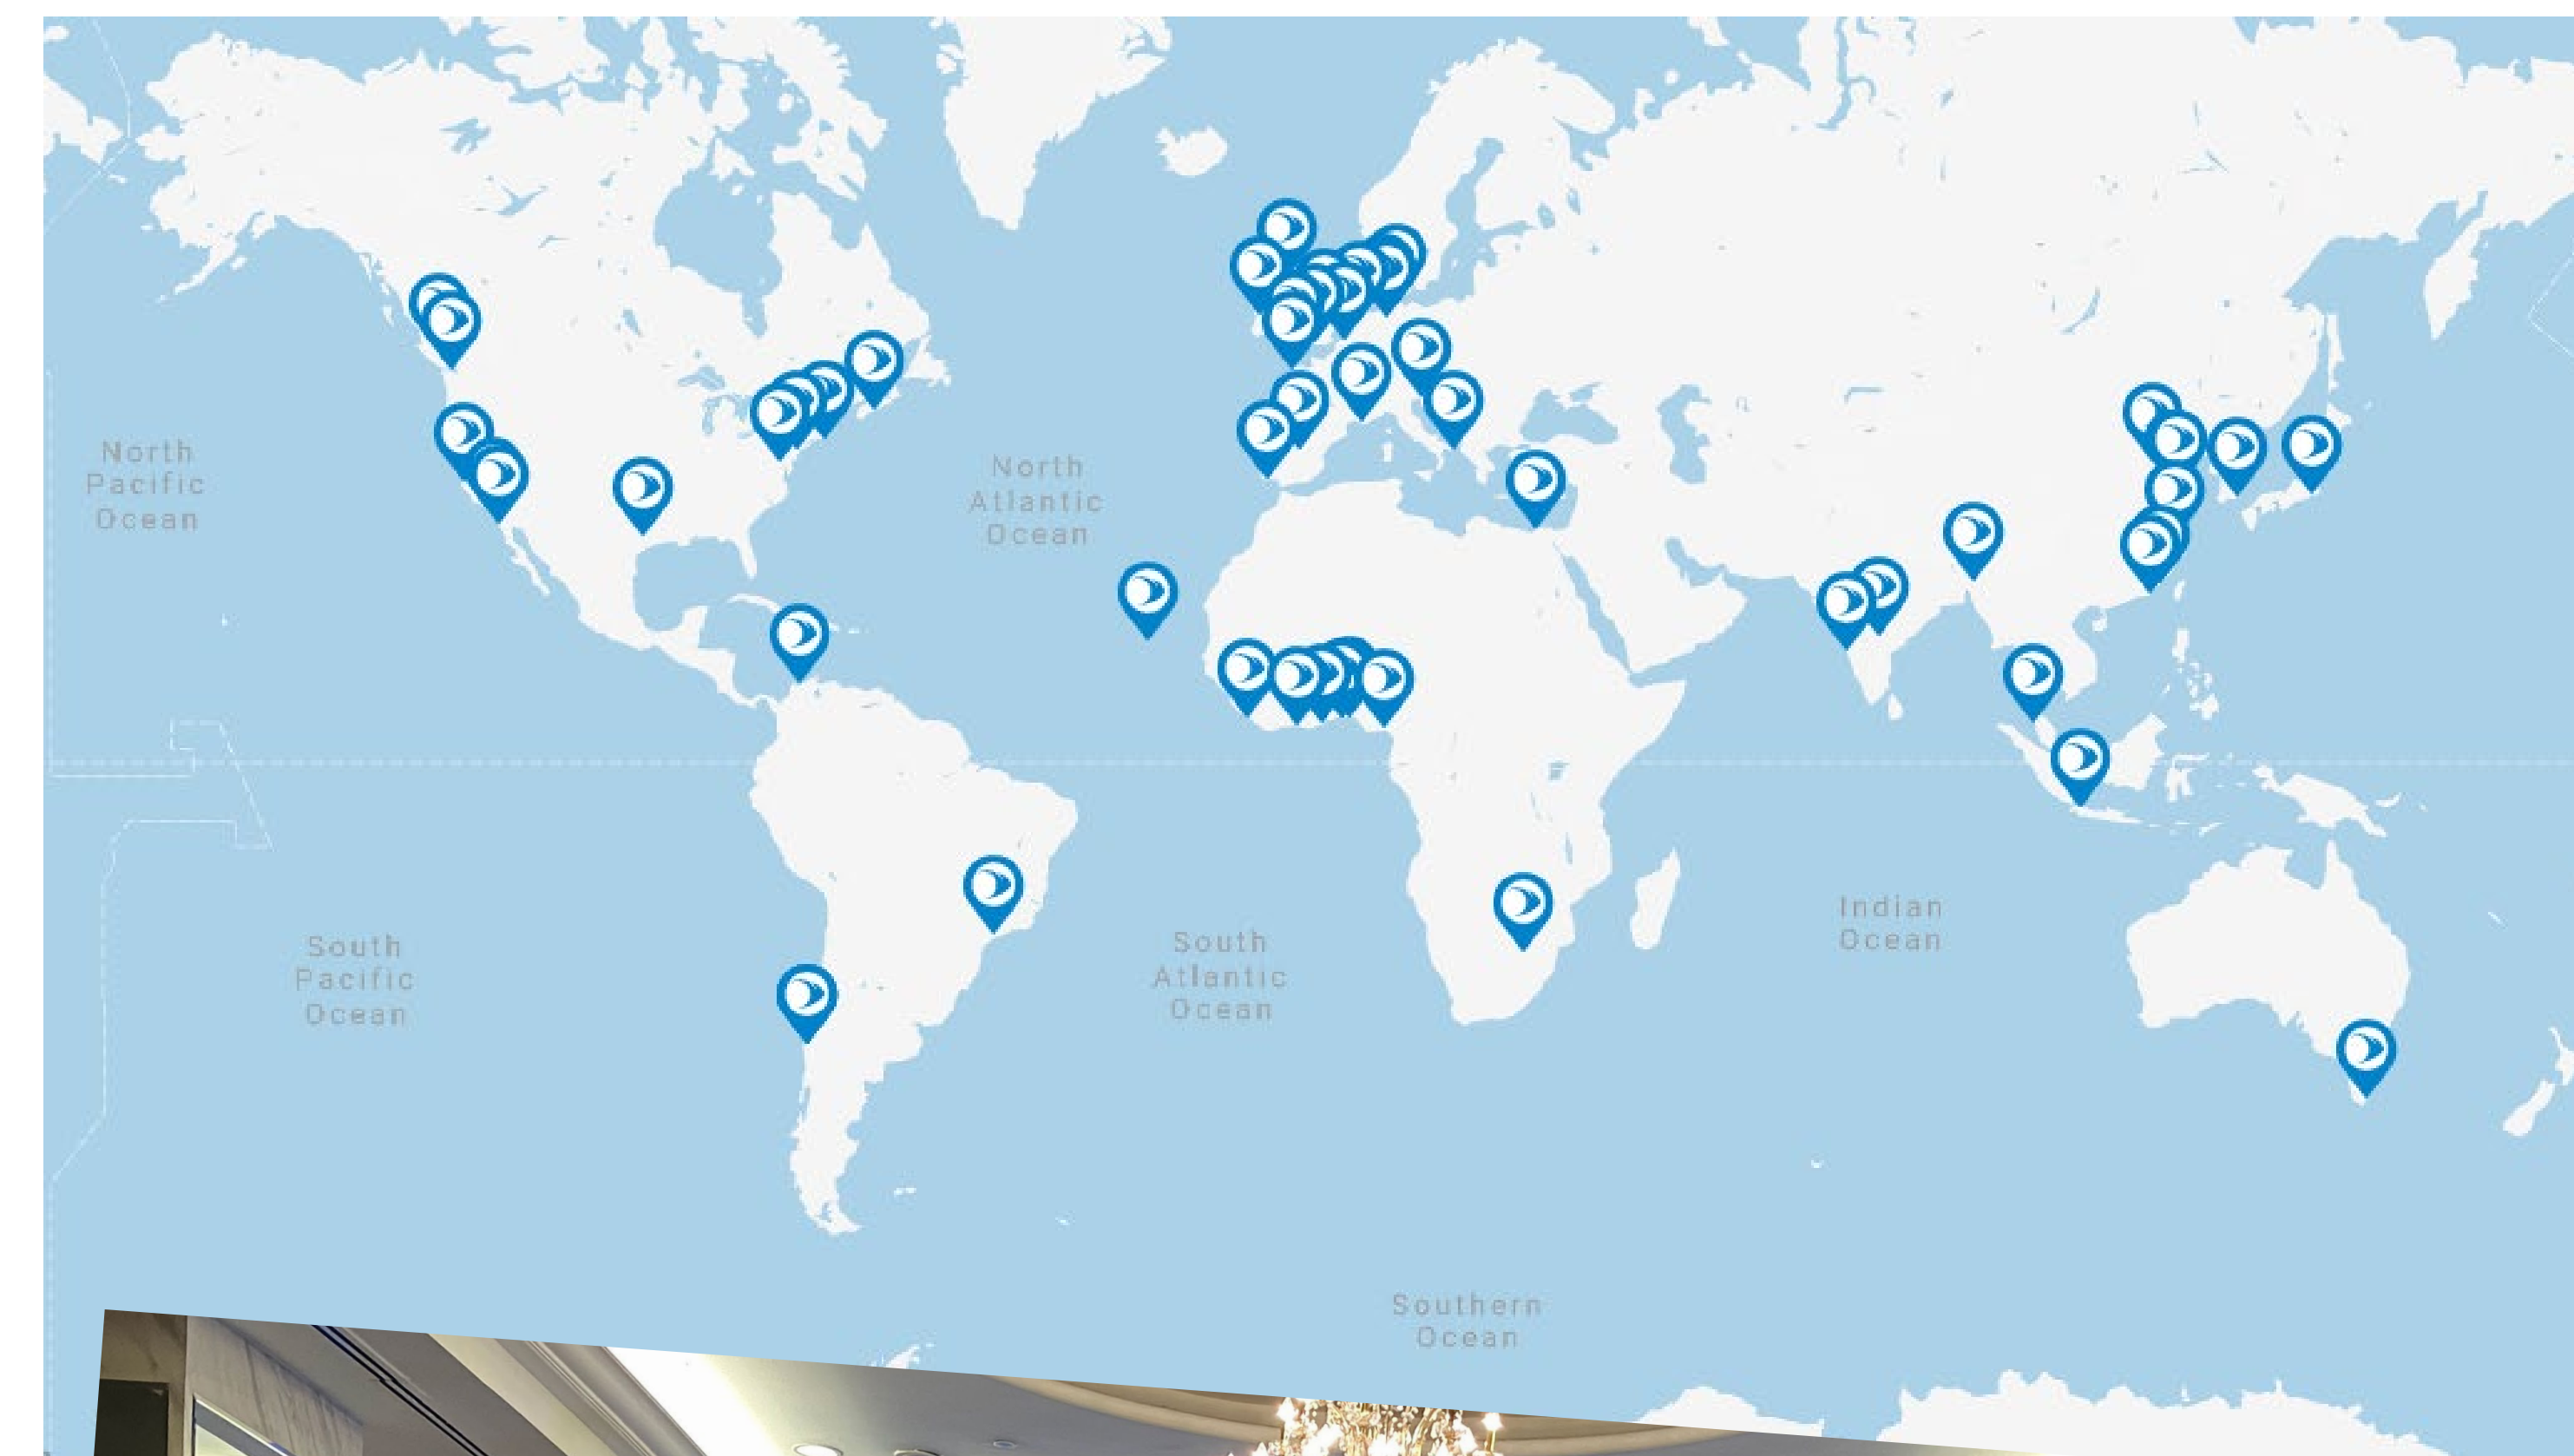 North
Pacific
Ocean
North
Atlantic
Ocean
South
Pacific
Ocean
South
Atlantic
Ocean
Indian
Ocean
Southern
Ocean